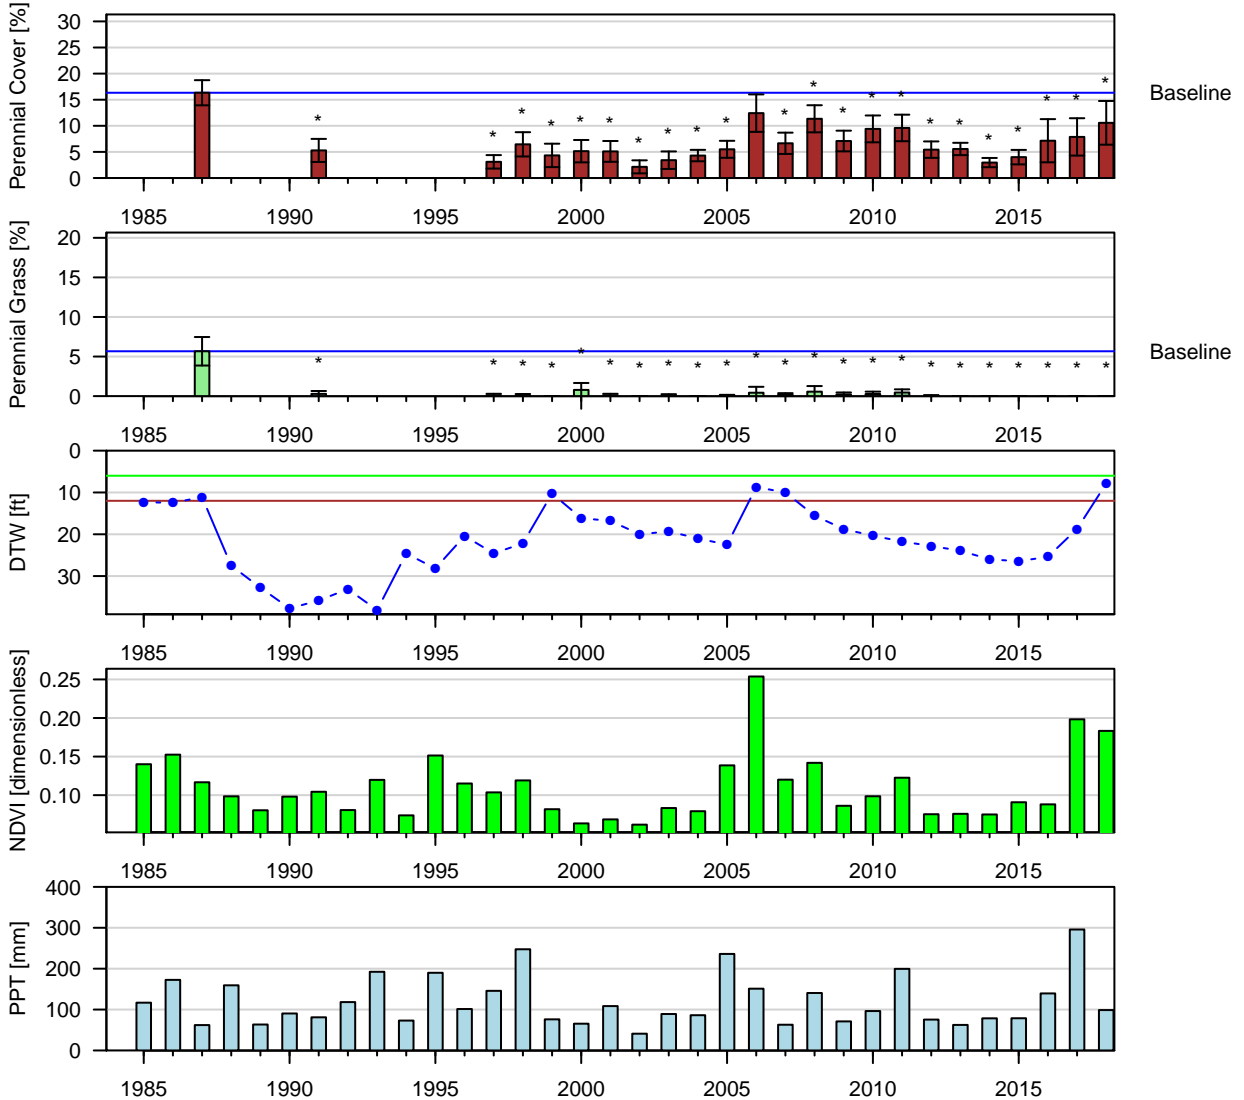 Perennial Cover [%]
30
25
20
15
10
5
0
* * * * * * * * * * * * * * * * * * * * *
Baseline
1985 1990 1995 2000 2005 2010 2015
Perennial Grass [%]
20
15
10
5
0
* * * * * * * * * * * * * * * * * * * * * * *
Baseline
1985 1990 1995 2000 2005 2010 2015
DTW [ft]
0
10
20
30
1985 1990 1995 2000 2005 2010 2015
NDVI [dimensionless]
0.25
0.20
0.15
0.10
1985 1990 1995 2000 2005 2010 2015
PPT [mm]
400
300
200
100
0
1985 1990 1995 2000 2005 2010 2015